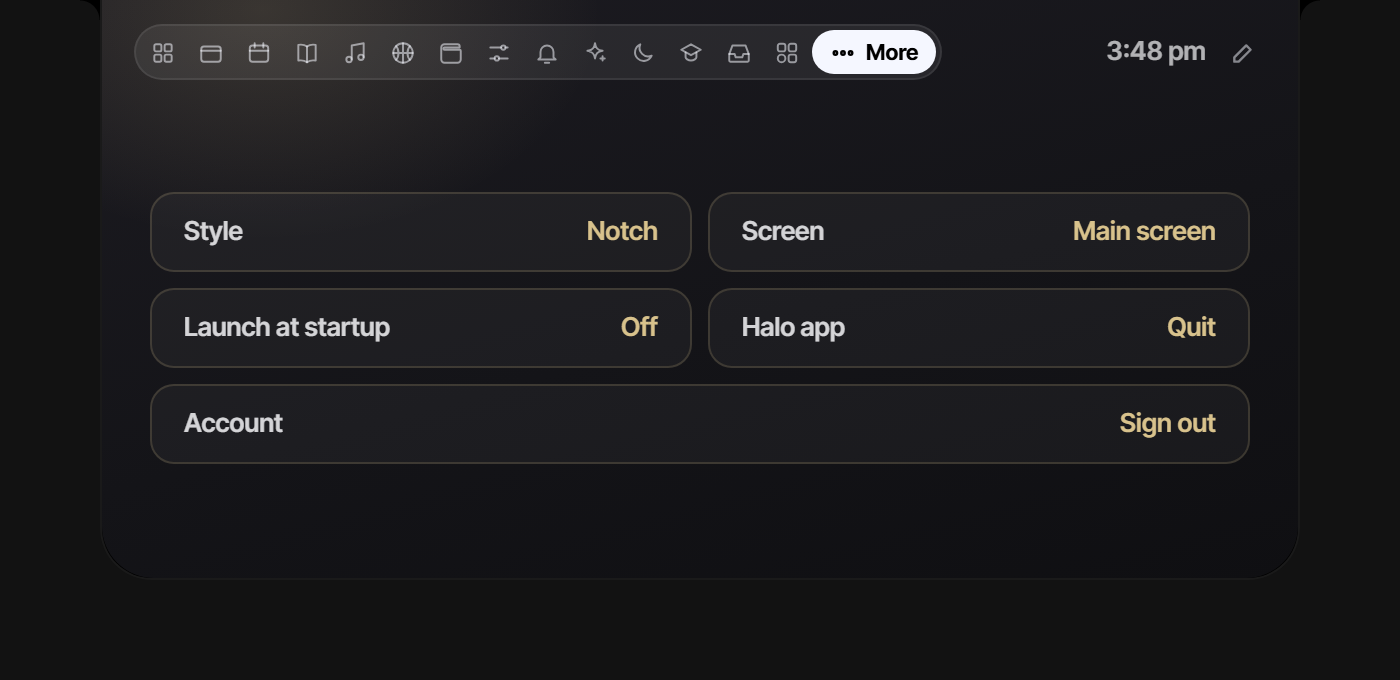 More
3:48 pm
Style Notch
Screen Main screen
Launch at startup Off
Halo app Quit
Account Sign out